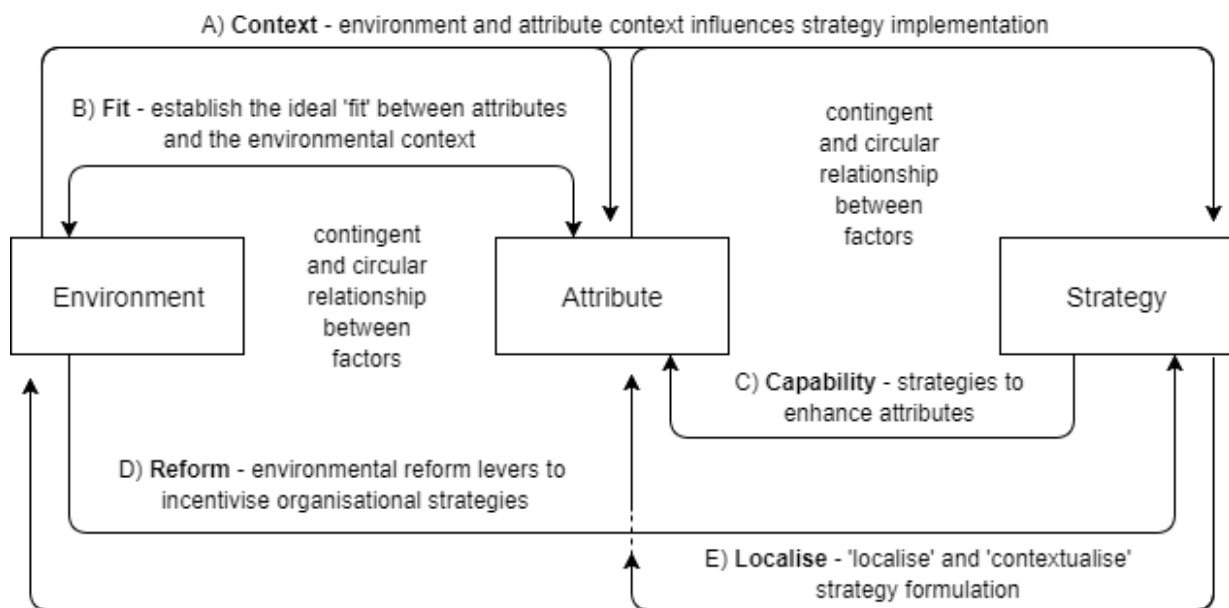 A) Context - environment and attribute context influences strategy implementation
B) Fit - establish the ideal 'fit' between attributes
and the environmental context
contingent
and circular
relationship
between
factors
contingent
and circular
relationship
between
factors
Environment
Attribute
Strategy
C) Capability - strategies to
enhance attributes
D) Reform - environmental reform levers to
incentivise organisational strategies
E) Localise - 'localise' and 'contextualise'
strategy formulation